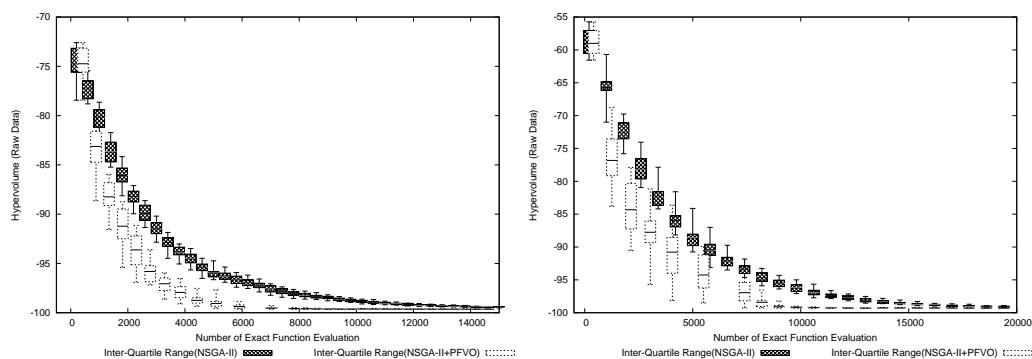 -70
-75
-80
-85
-90
-95
-100
Hypervolume (Raw Data)
0 2000 4000 6000 8000 10000 12000 14000
Number of Exact Function Evaluation
Inter-Quartile Range(NSGA-II) Inter-Quartile Range(NSGA-II+PFVO)
-55
-60
-65
-70
-75
-80
-85
-90
-95
-100
Hypervolume (Raw Data)
0 5000 10000 15000 20000
Number of Exact Function Evaluation
Inter-Quartile Range(NSGA-II) Inter-Quartile Range(NSGA-II+PFVO)